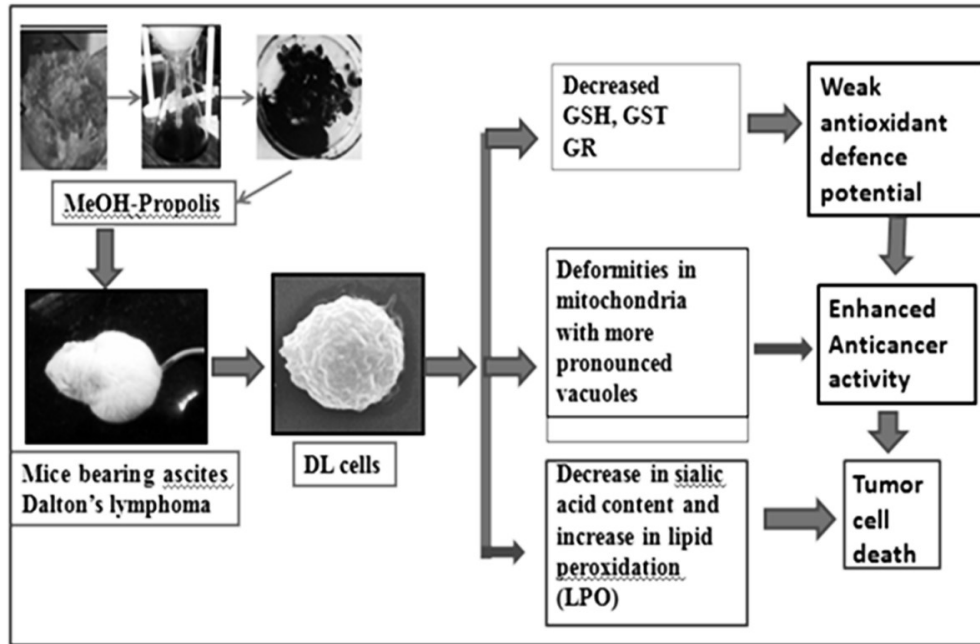 MeOH-Propolis
Mice bearing ascites
Dalton's lymphoma
DL cells
Decreased
GSH, GST
GR
Deformities in
mitochondria
with more
pronounced
vacuoles
Decrease in sialic
acid content and
increase in lipid
peroxidation
(LPO)
Weak
antioxidant
defence
potential
Enhanced
Anticancer
activity
Tumor
cell
death